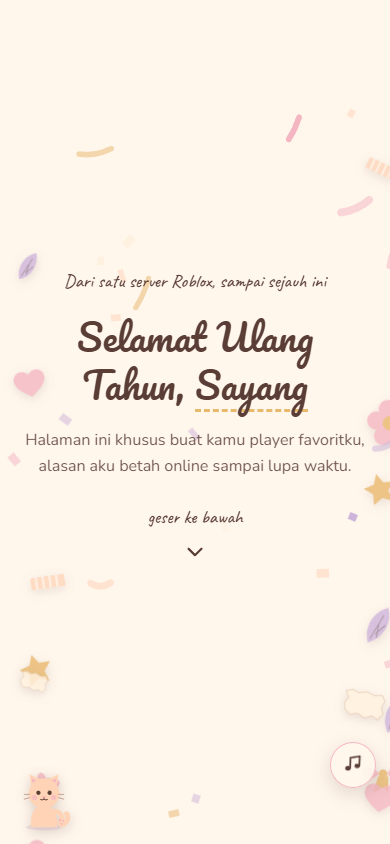 Dari satu server Roblox, sampai sejauh ini
Selamat Ulang
Tahun, Sayang
Halaman ini khusus buat kamu player favoritku,
alasan aku betah online sampai lupa waktu.
geser ke bawah